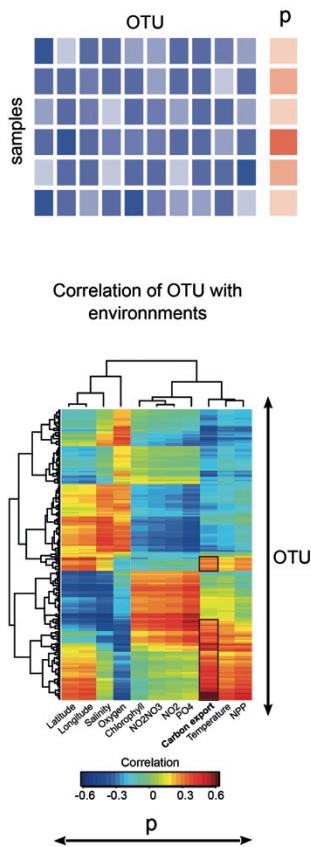 OTU
p
samples
Correlation of OTU with
environnments
OTU
Latitude
Longitude
Salinity
Oxygen
Chlorophyll
NO2NO3
NO2
PO4
Carbon export
Temperature
NPP
Correlation
-0.6 -0.3 0.0 0.3 0.6
p